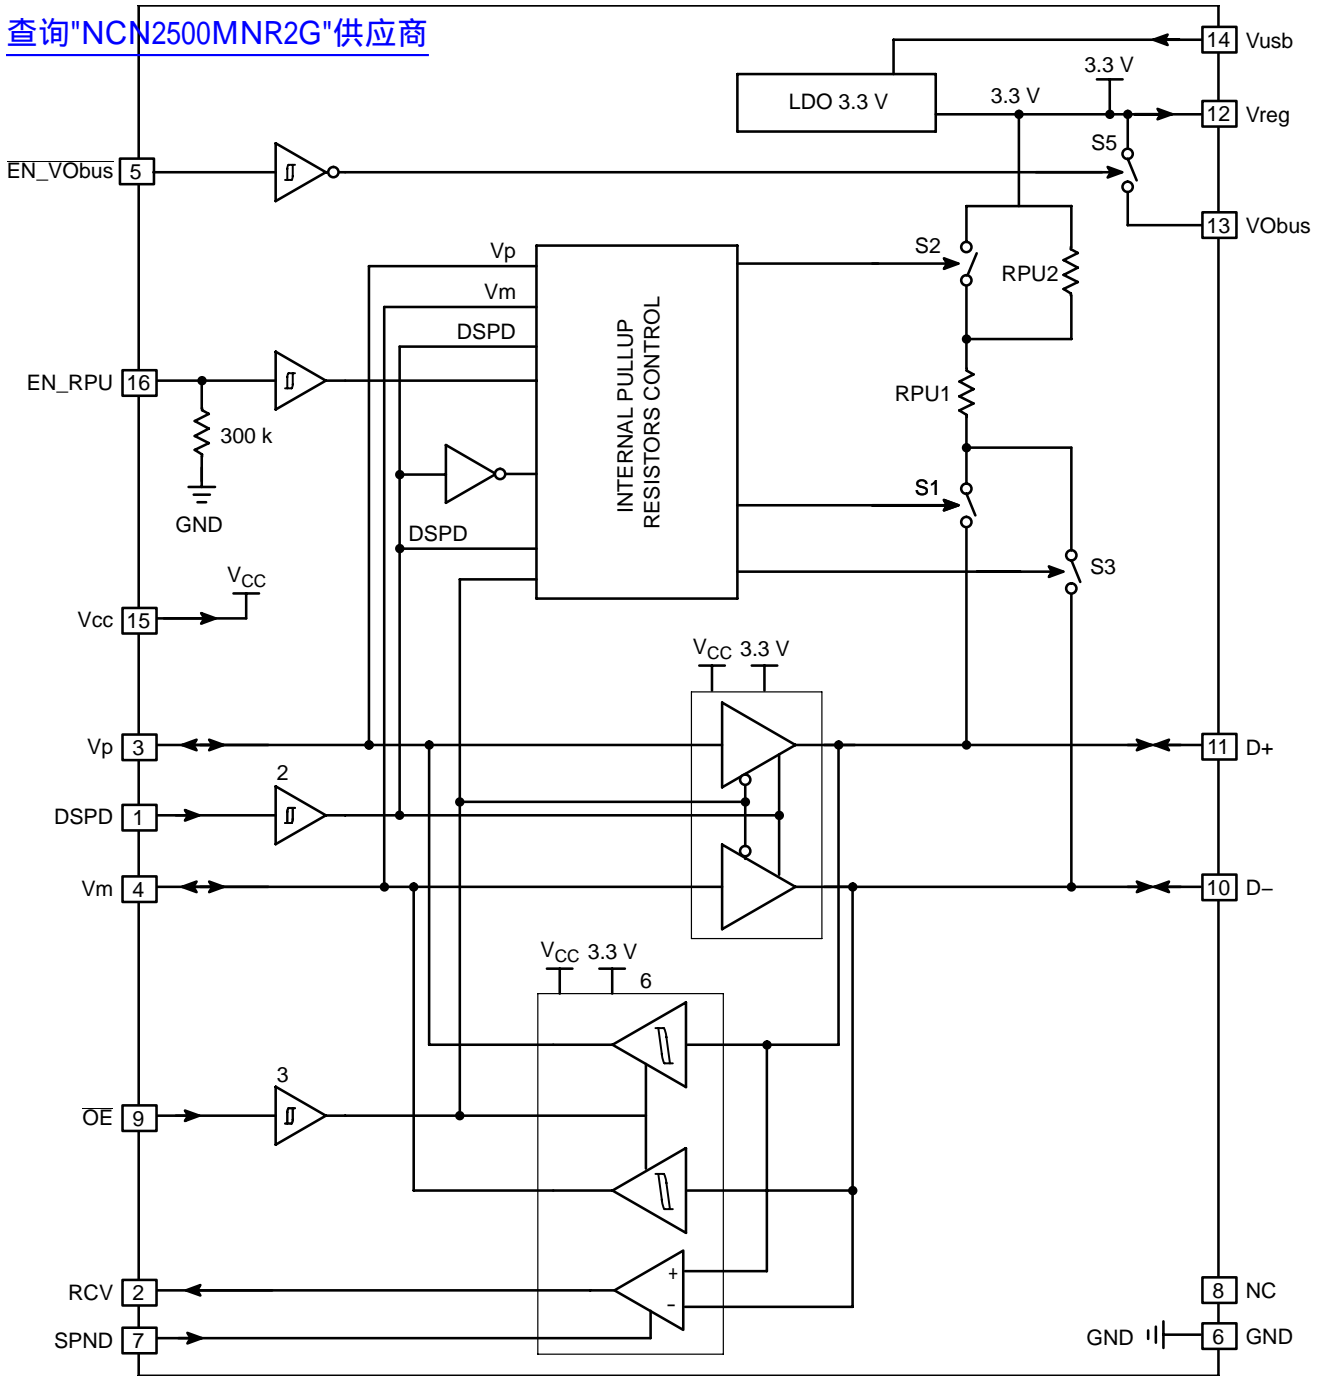 查询"NCN2500MNR2G"供应商
14 Vusb
3.3 V
LDO 3.3 V
3.3 V
12 Vreg
S5
EN_VObus 5
13 VObus
Vp
S2
RPU2
Vm
DSPD
INTERNAL PULLUP
RESISTORS CONTROL
EN_RPU 16
RPU1
300 k
S1
GND
DSPD
S3
VCC
Vcc 15
VCC 3.3 V
Vp 3
11 D+
2
DSPD 1
Vm 4
10 D−
VCC 3.3 V
6
3
OE 9
+
RCV 2
-
8 NC
SPND 7
GND
6 GND